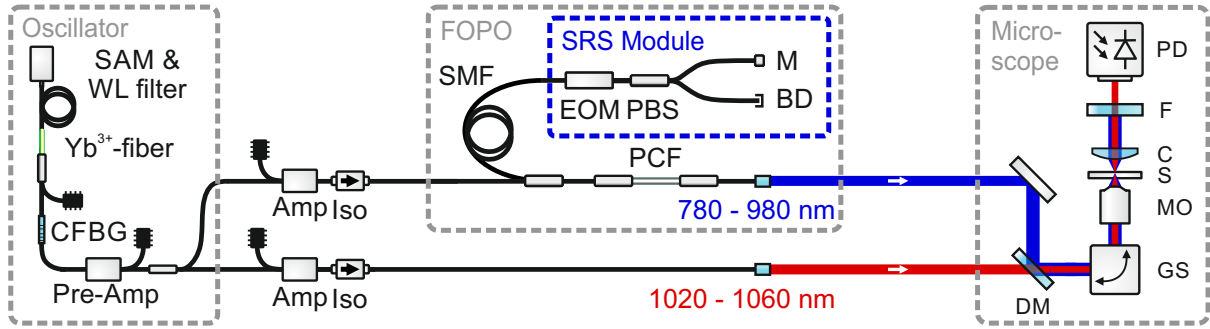 Oscillator
SAM &
WL filter
Yb³⁺-fiber
CFBG
Pre-Amp
Amp Iso
Amp Iso
FOPO
SMF
SRS Module
M
BD
EOM PBS
PCF
780 - 980 nm
1020 - 1060 nm
Micro-
scope
PD
F
C
S
MO
GS
DM